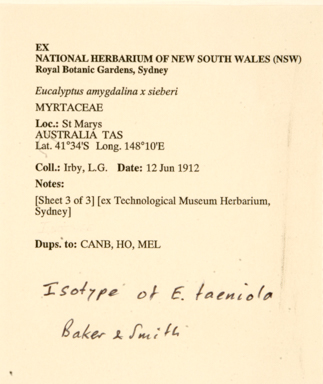 EX
NATIONAL HERBARIUM OF NEW SOUTH WALES (NSW)
Royal Botanic Gardens, Sydney
Eucalyptus amygdalina x sieberi
MYRTACEAE
Loc.: St Marys
AUSTRALIA TAS
Lat. 41°34'S Long. 148°10'E
Coll.: Irby, L.G. Date: 12 Jun 1912
Notes:
[Sheet 3 of 3] [ex Technological Museum Herbarium,
Sydney]
Dups. to: CANB, HO, MEL
Isotype of E. taeniola
Baker & Smith